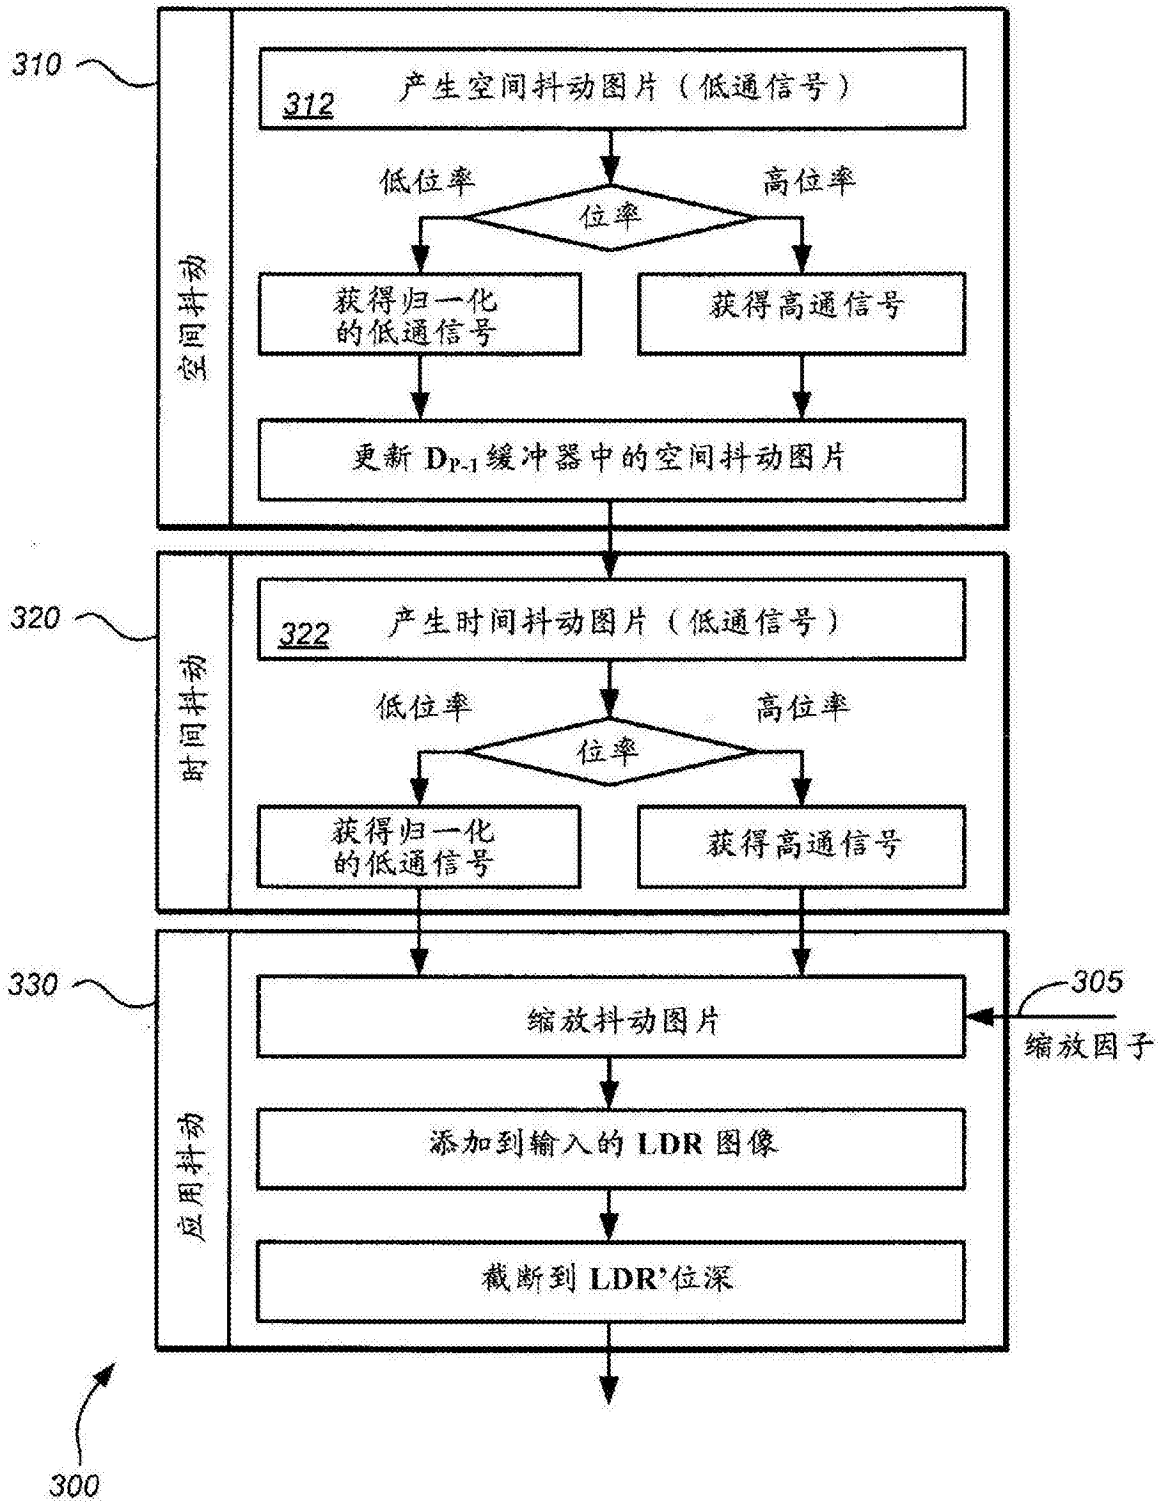 310
空间抖动
312
产生空间抖动图片（低通信号）
低位率
高位率
位率
获得归一化
的低通信号
获得高通信号
更新 DP-1 缓冲器中的空间抖动图片
320
时间抖动
322
产生时间抖动图片（低通信号）
低位率
高位率
位率
获得归一化
的低通信号
获得高通信号
330
应用抖动
缩放抖动图片
305
缩放因子
添加到输入的 LDR 图像
截断到 LDR’位深
300